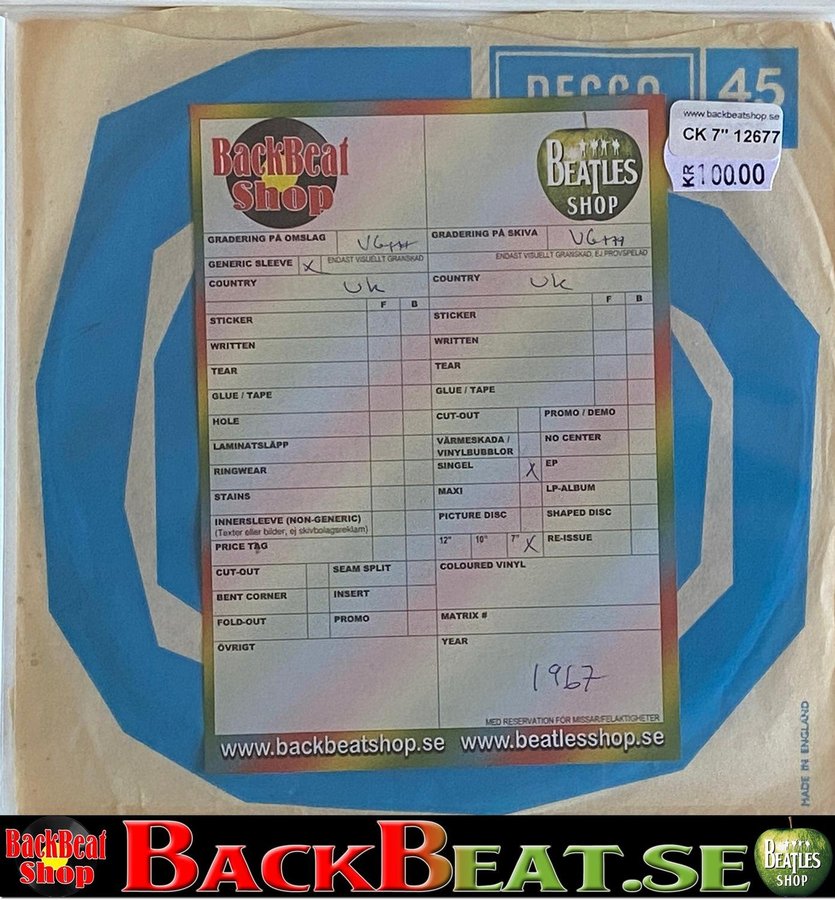 DECCA
45
www.backbeatshop.se
CK 7" 12677
KR 100.00
BackBeat
Shop
BEATLES
SHOP
GRADERING PÅ OMSLAG VG+++
GRADERING PÅ SKIVA VG+++
GENERIC SLEEVE X ENDAST VISUELLT GRANSKAD
ENDAST VISUELLT GRANSKAD, EJ PROVSPELAD
COUNTRY UK
COUNTRY UK
F B
F B
STICKER
STICKER
WRITTEN
WRITTEN
TEAR
TEAR
GLUE / TAPE
GLUE / TAPE
HOLE
CUT-OUT PROMO / DEMO
LAMINATSLÄPP
VÄRMESKADA / NO CENTER
VINYLBUBBLOR
RINGWEAR
SINGEL X EP
STAINS
MAXI LP-ALBUM
INNERSLEEVE (NON-GENERIC)
(Texter eller bilder, ej skivbolagsreklam)
PICTURE DISC SHAPED DISC
PRICE TAG
12" 10" 7" X RE-ISSUE
CUT-OUT SEAM SPLIT
COLOURED VINYL
BENT CORNER INSERT
FOLD-OUT PROMO
MATRIX #
ÖVRIGT
YEAR
1967
MED RESERVATION FÖR MISSAR/FELAKTIGHETER
www.backbeatshop.se www.beatlesshop.se
MADE IN ENGLAND
BackBeat
Shop
BACKBEAT.SE
BEATLES
SHOP